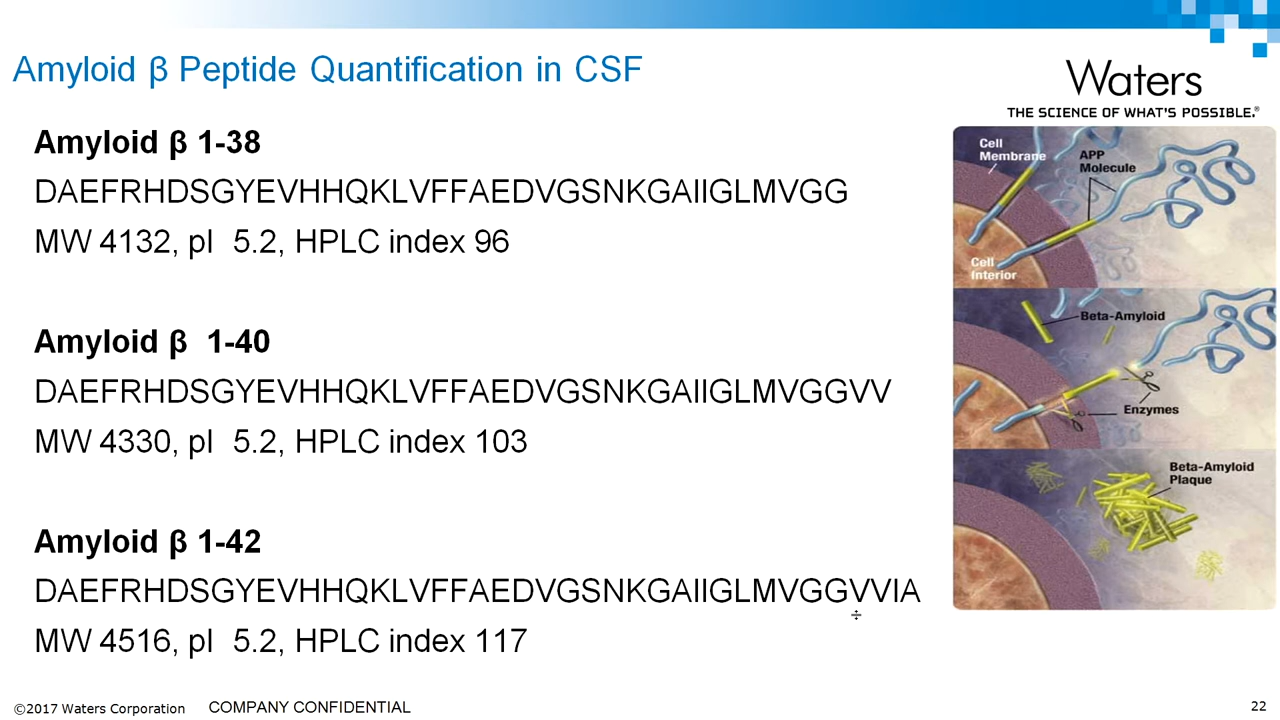 Amyloid β Peptide Quantification in CSF
Waters
THE SCIENCE OF WHAT'S POSSIBLE.®
Amyloid β 1-38
DAEFRHDSGYEVHHQKLVFFAEDVGSNKGAIIGLMVGG
MW 4132, pI 5.2, HPLC index 96
Amyloid β 1-40
DAEFRHDSGYEVHHQKLVFFAEDVGSNKGAIIGLMVGGVV
MW 4330, pI 5.2, HPLC index 103
Amyloid β 1-42
DAEFRHDSGYEVHHQKLVFFAEDVGSNKGAIIGLMVGGVVIA
MW 4516, pI 5.2, HPLC index 117
Cell
Membrane
APP
Molecule
Cell
Interior
Beta-Amyloid
Enzymes
Beta-Amyloid
Plaque
©2017 Waters Corporation COMPANY CONFIDENTIAL
22